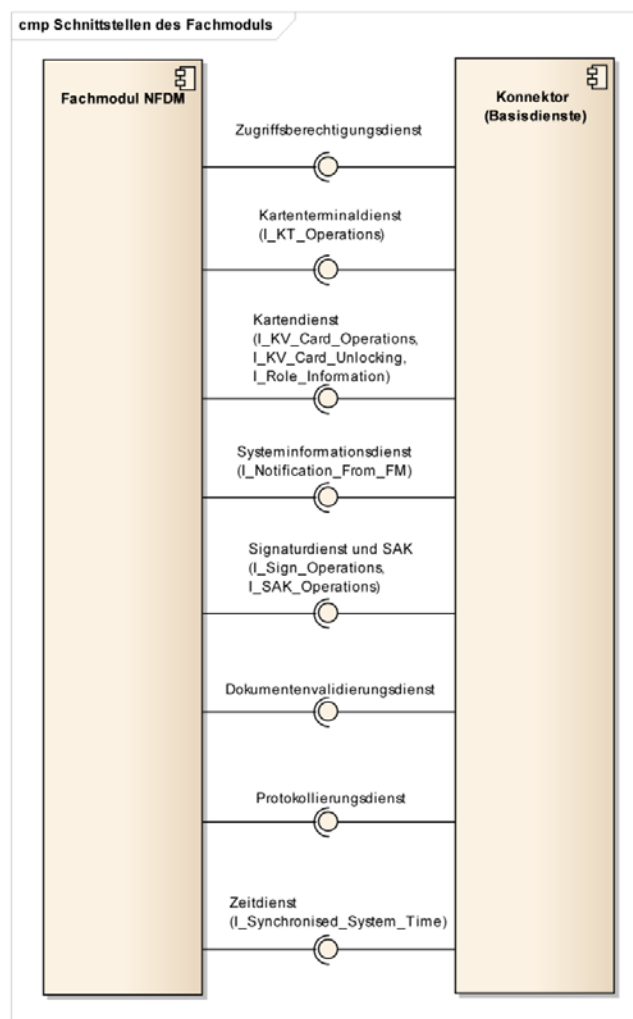 cmp Schnittstellen des Fachmoduls
Fachmodul NFDM
Konnektor
(Basisdienste)
Zugriffsberechtigungsdienst
Kartenterminaldienst
(I_KT_Operations)
Kartendienst
(I_KV_Card_Operations,
I_KV_Card_Unlocking,
I_Role_Information)
Systeminformationsdienst
(I_Notification_From_FM)
Signaturdienst und SAK
(I_Sign_Operations,
I_SAK_Operations)
Dokumentenvalidierungsdienst
Protokollierungsdienst
Zeitdienst
(I_Synchronised_System_Time)